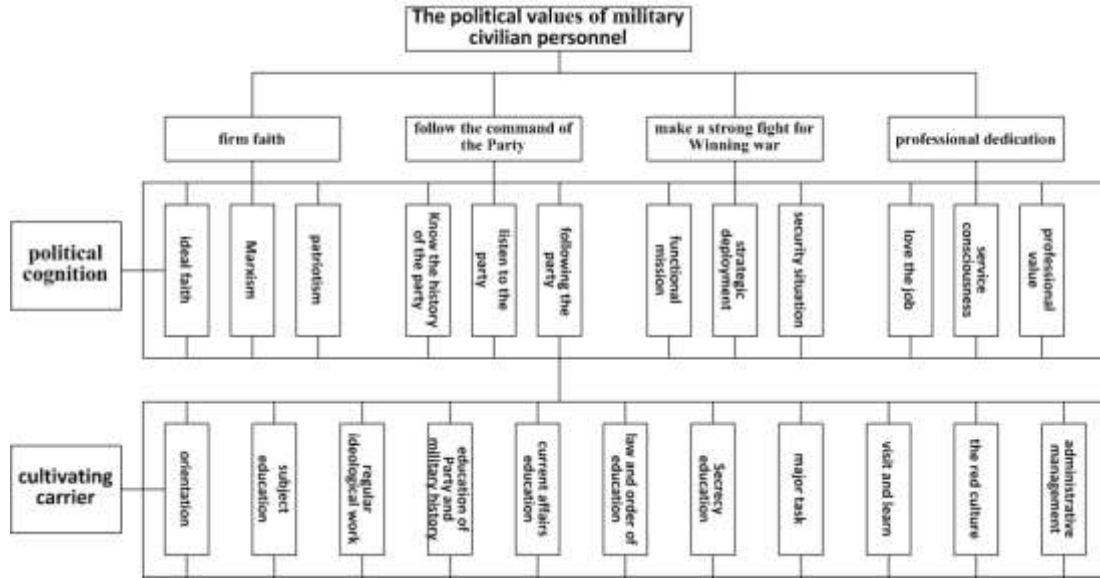 The political values of military
civilian personnel
firm faith
follow the command of
the Party
make a strong fight for
Winning war
professional dedication
political
cognition
ideal faith
Marxism
patriotism
Know the history
of the party
listen to the
party
following the
party
functional
mission
strategic
deployment
security situation
love the job
service
consciousness
professional
value
cultivating
carrier
orientation
subject
education
regular
ideological work
education of
Party and
military history
current affairs
education
law and order of
education
Secrecy
education
major task
visit and learn
the red culture
administrative
management